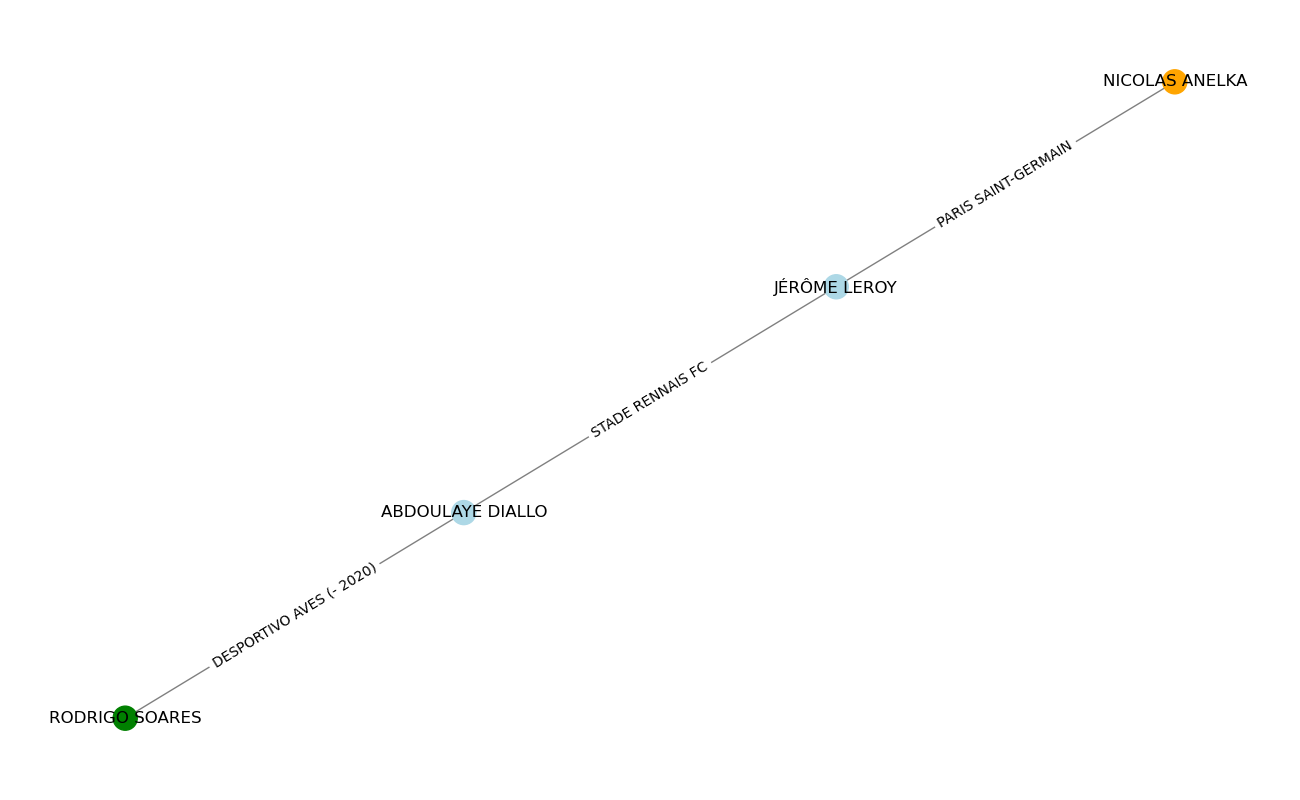 NICOLAS ANELKA
PARIS SAINT-GERMAIN
JÉRÔME LEROY
STADE RENNAIS FC
ABDOULAYE DIALLO
DESPORTIVO AVES (- 2020)
RODRIGO SOARES